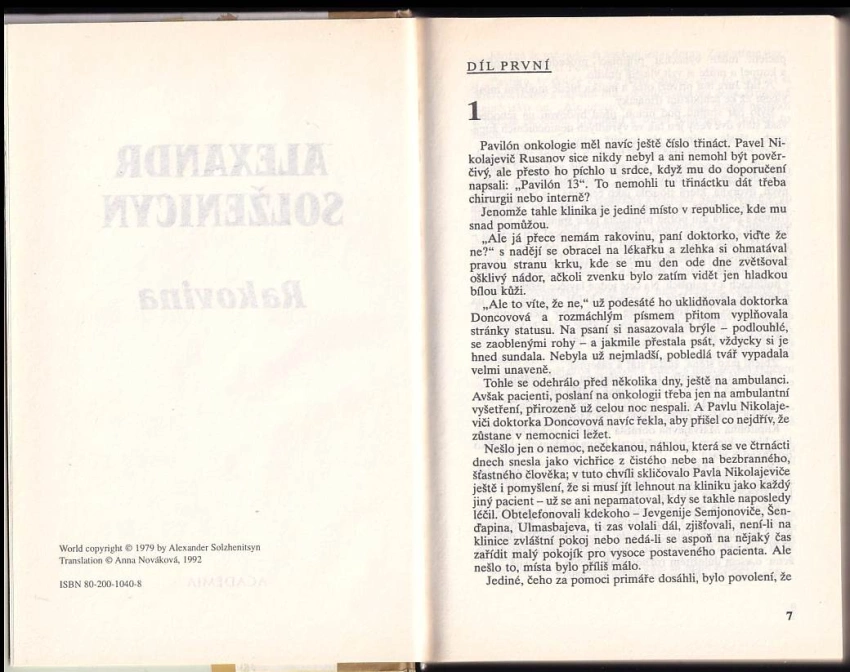 ALEXANDR
SOLŽENICYN
Rakovina
World copyright © 1979 by Alexander Solzhenitsyn
Translation © Anna Nováková, 1992
ISBN 80-200-1040-8
ACADEMIA
DÍL PRVNÍ
1
Pavilón onkologie měl navíc ještě číslo třináct. Pavel Ni-
kolajevič Rusanov sice nikdy nebyl a ani nemohl být pověr-
čivý, ale přesto ho píchlo u srdce, když mu do doporučení
napsali: „Pavilón 13“. To nemohli tu třináctku dát třeba
chirurgii nebo interně?
Jenomže tahle klinika je jediné místo v republice, kde mu
snad pomůžou.
„Ale já přece nemám rakovinu, paní doktorko, viďte že
ne?“ s nadějí se obracel na lékařku a zlehka si ohmatával
pravou stranu krku, kde se mu den ode dne zvětšoval
ošklivý nádor, ačkoli zvenku bylo zatím vidět jen hladkou
bílou kůži.
„Ale to víte, že ne,“ už podesáté ho uklidňovala doktorka
Doncovová a rozmáchlým písmem přitom vyplňovala
stránky statusu. Na psaní si nasazovala brýle – podlouhlé,
se zaoblenými rohy – a jakmile přestala psát, vždycky si je
hned sundala. Nebyla už nejmladší, pobledlá tvář vypadala
velmi unaveně.
Tohle se odehrálo před několika dny, ještě na ambulanci.
Avšak pacienti, poslaní na onkologii třeba jen na ambulantní
vyšetření, přirozeně už celou noc nespali. A Pavlu Nikolaje-
viči doktorka Doncovová navíc řekla, aby přišel co nejdřív, že
zůstane v nemocnici ležet.
Nešlo jen o nemoc, nečekanou, náhlou, která se ve čtrnácti
dnech snesla jako vichřice z čistého nebe na bezbranného,
šťastného člověka; v tuto chvíli skličovalo Pavla Nikolajeviče
ještě i pomyšlení, že si musí jít lehnout na kliniku jako každý
jiný pacient – už se ani nepamatoval, kdy se takhle naposledy
léčil. Obtelefonovali kdekoho – Jevgenije Semjonoviče, Šen-
ďapina, Ulmasbajeva, ti zas volali dál, zjišťovali, není-li na
klinice zvláštní pokoj nebo nedá-li se aspoň na nějaký čas
zařídit malý pokojík pro vysoce postaveného pacienta. Ale
nešlo to, místa bylo příliš málo.
Jediné, čeho za pomoci primáře dosáhli, bylo povolení, že
7